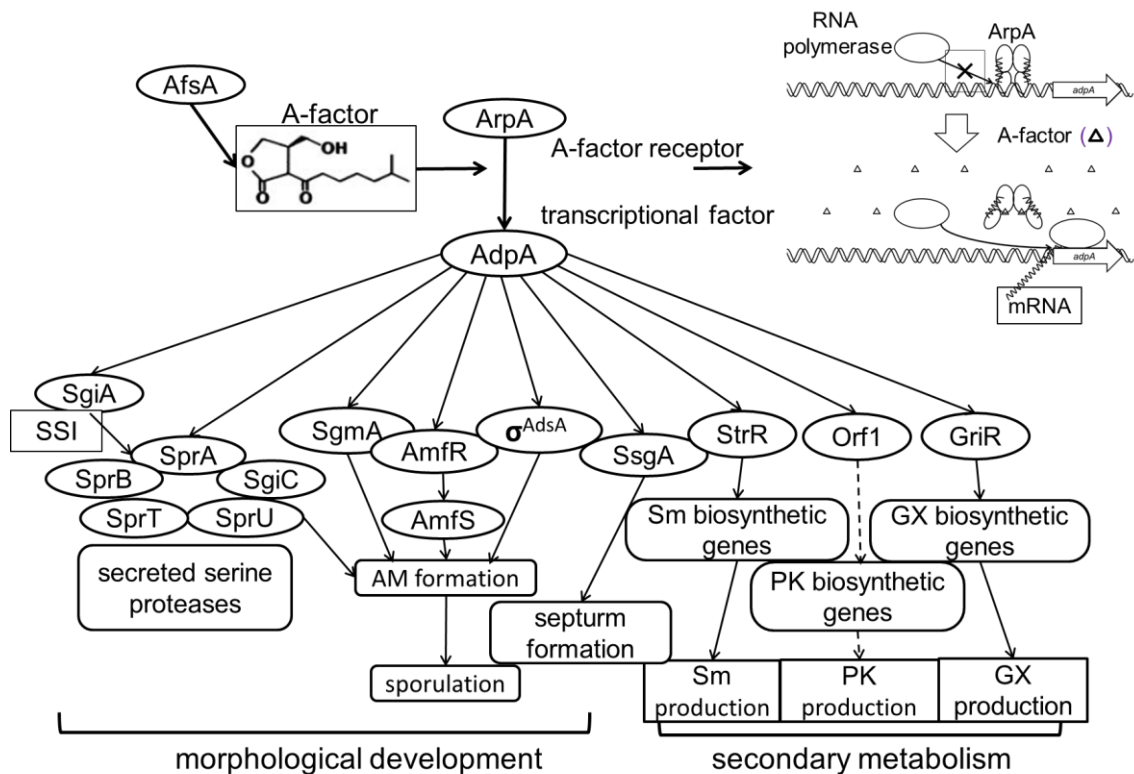 RNA
polymerase
ArpA
adpA
A-factor (Δ)
adpA
mRNA
AfsA
A-factor
O
O
O
OH
ArpA
A-factor receptor
transcriptional factor
AdpA
SgiA
SSI
SprA
SprB
SgiC
SprT
SprU
secreted serine
proteases
SgmA
AmfR
σAdsA
AmfS
AM formation
sporulation
SsgA
septurm
formation
StrR
Orf1
GriR
Sm biosynthetic
genes
GX biosynthetic
genes
PK biosynthetic
genes
Sm
production
PK
production
GX
production
morphological development
secondary metabolism